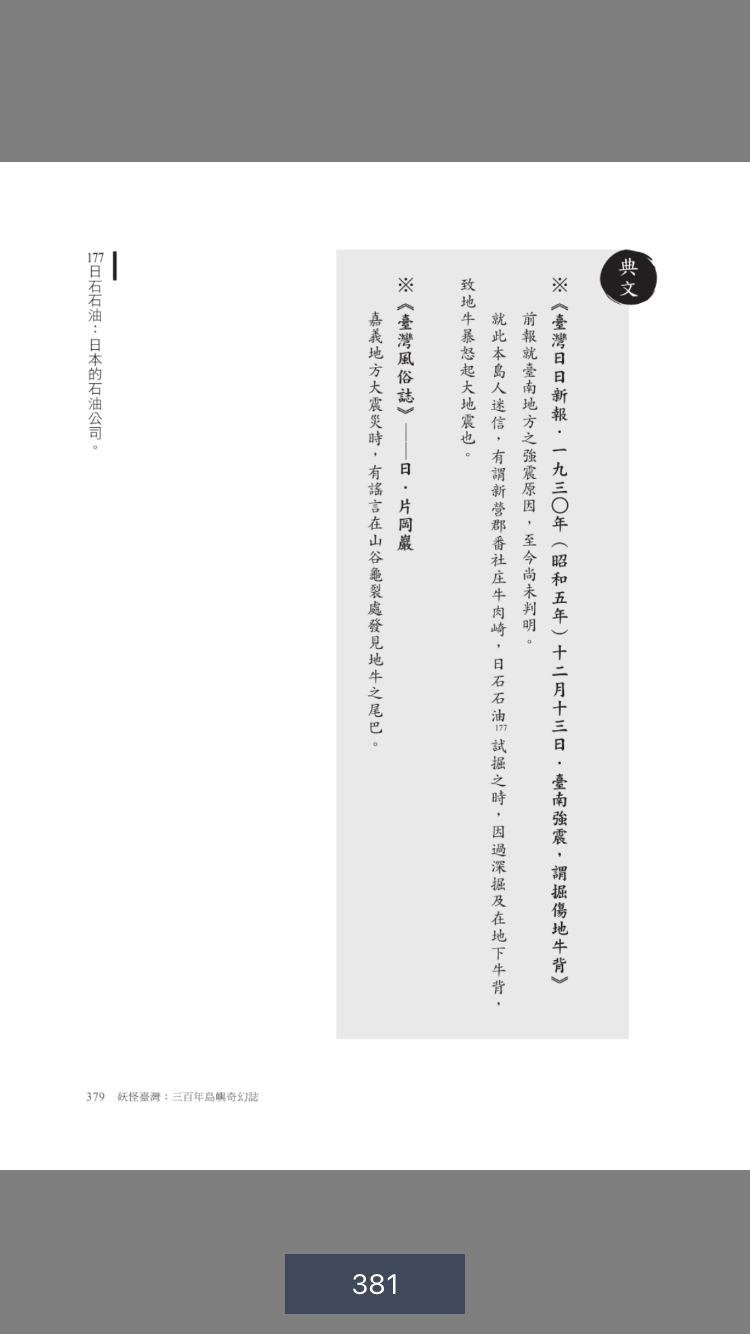 典文
※《臺灣日日新報．一九三〇年（昭和五年）十二月十三日．臺南強震，謂掘傷地牛背》
前報就臺南地方之強震原因，至今尚未判明。
就此本島人迷信，有謂新營郡番社庄牛肉崎，日石石油177試掘之時，因過深掘及在地下牛背，
致地牛暴怒起大地震也。
※《臺灣風俗誌》——日．片岡巖
嘉義地方大震災時，有謠言在山谷龜裂處發見地牛之尾巴。
177日石石油：日本的石油公司。
379 妖怪臺灣：三百年島嶼奇幻誌
381